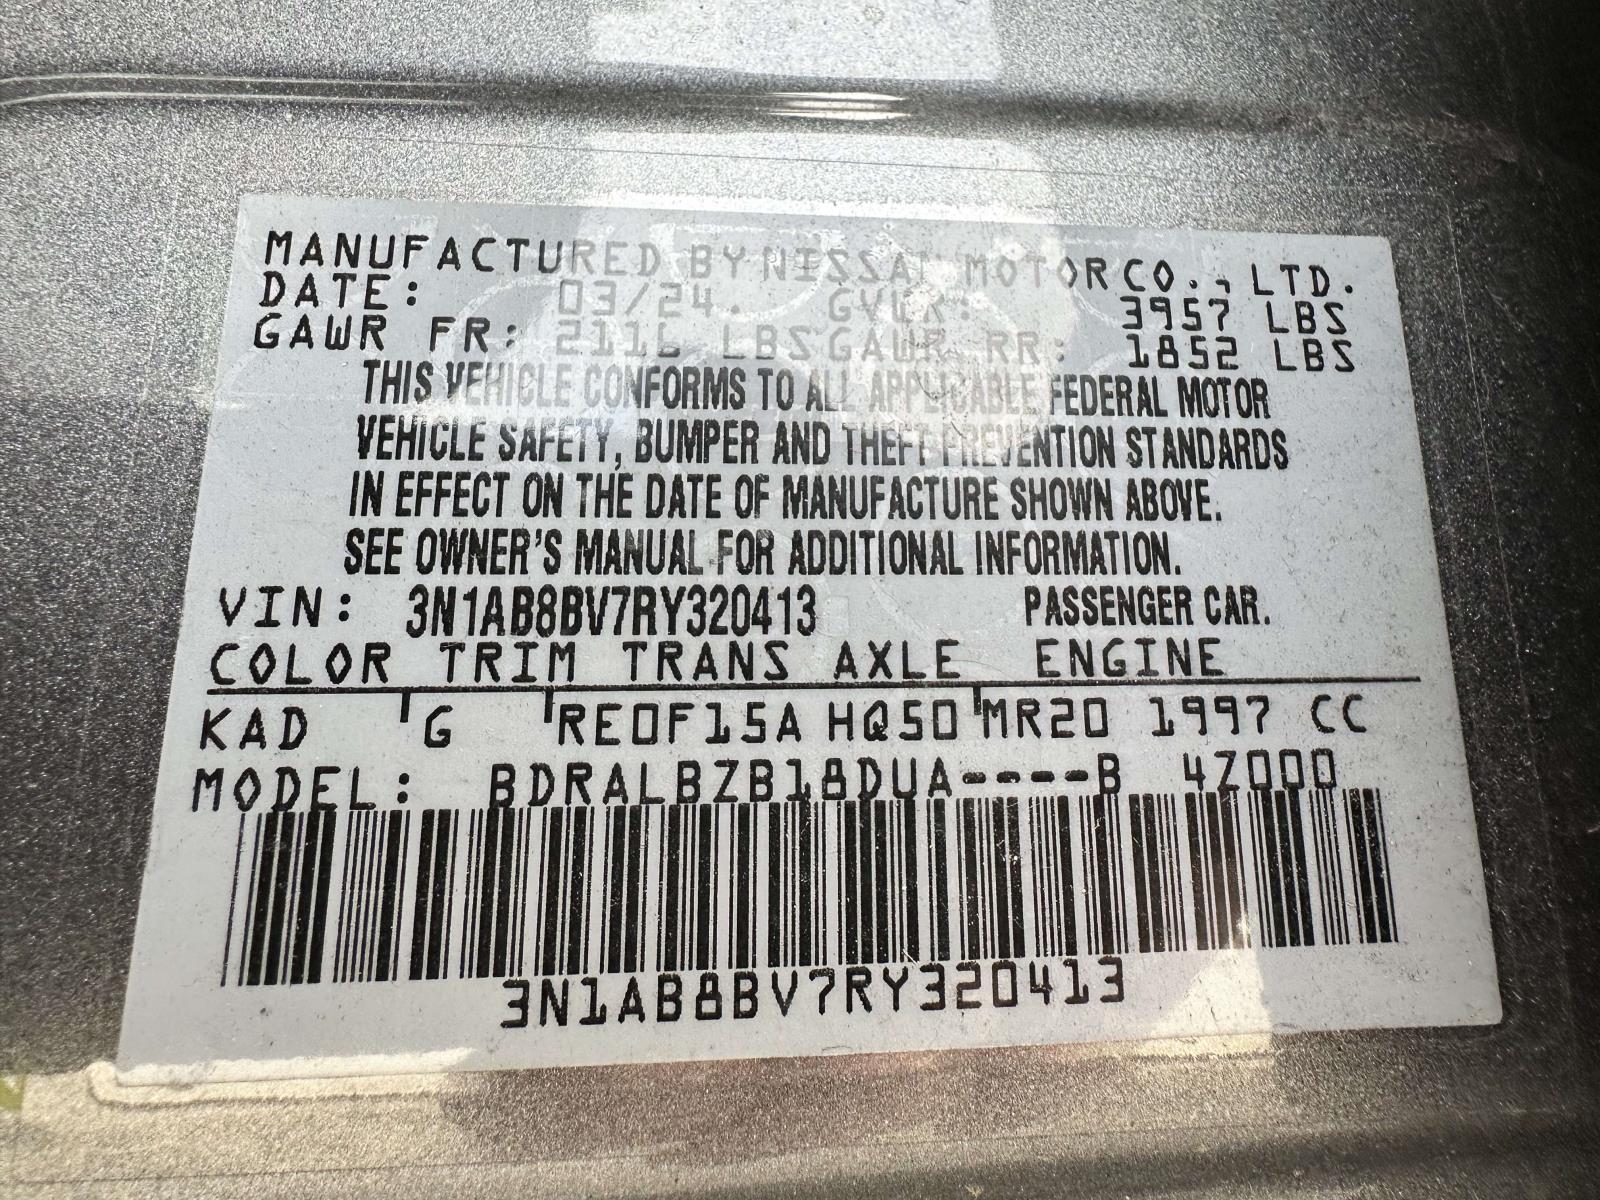 MANUFACTURED BY NISSAN MOTOR CO., LTD.
DATE: 03/24. GVWR: 3957 LBS
GAWR FR: 2116 LBS GAWR RR: 1852 LBS
THIS VEHICLE CONFORMS TO ALL APPLICABLE FEDERAL MOTOR
VEHICLE SAFETY, BUMPER AND THEFT PREVENTION STANDARDS
IN EFFECT ON THE DATE OF MANUFACTURE SHOWN ABOVE.
SEE OWNER'S MANUAL FOR ADDITIONAL INFORMATION.
VIN: 3N1AB8BV7RY320413 PASSENGER CAR.
COLOR TRIM TRANS AXLE ENGINE
KAD G RE0F15A HQ50 MR20 1997 CC
MODEL: BDRALBZB18DUA----B 4Z000
3N1AB8BV7RY320413